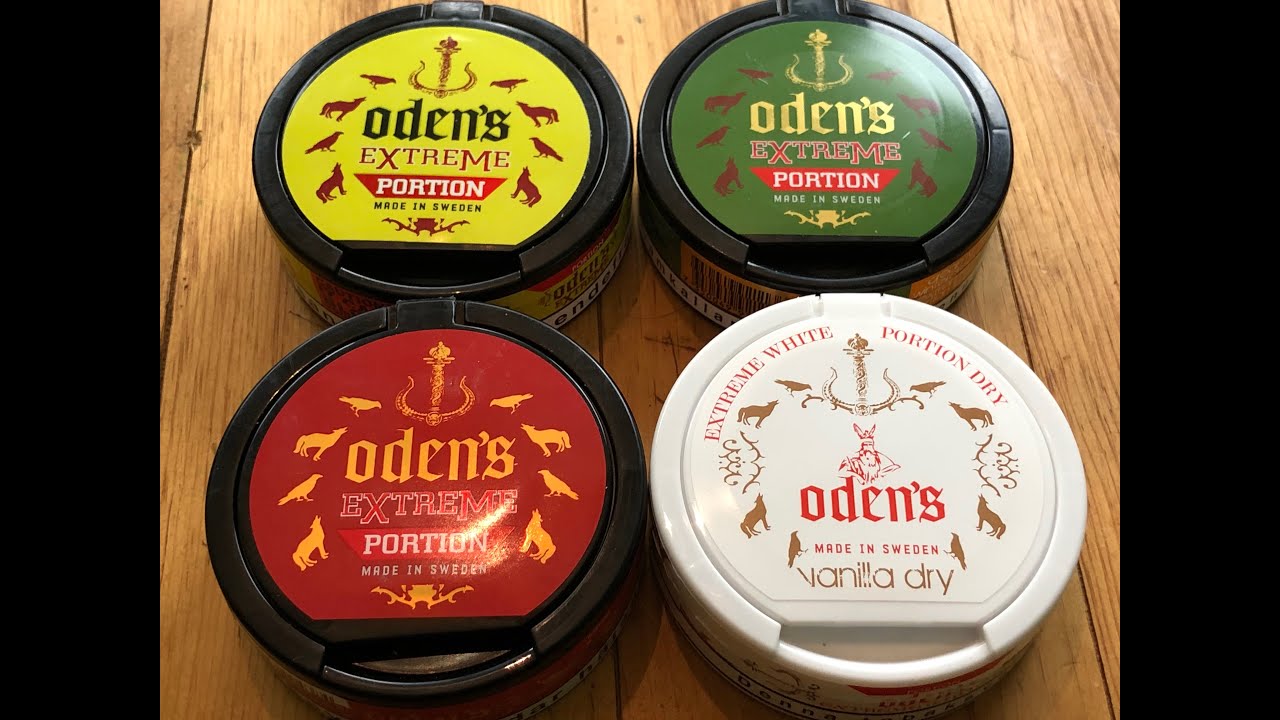 oden's
EXTREME
PORTION
MADE IN SWEDEN
oden's
EXTREME
PORTION
MADE IN SWEDEN
oden's
EXTREME
PORTION
MADE IN SWEDEN
EXTREME WHITE PORTION DRY
oden's
MADE IN SWEDEN
vanilla dry
Denna